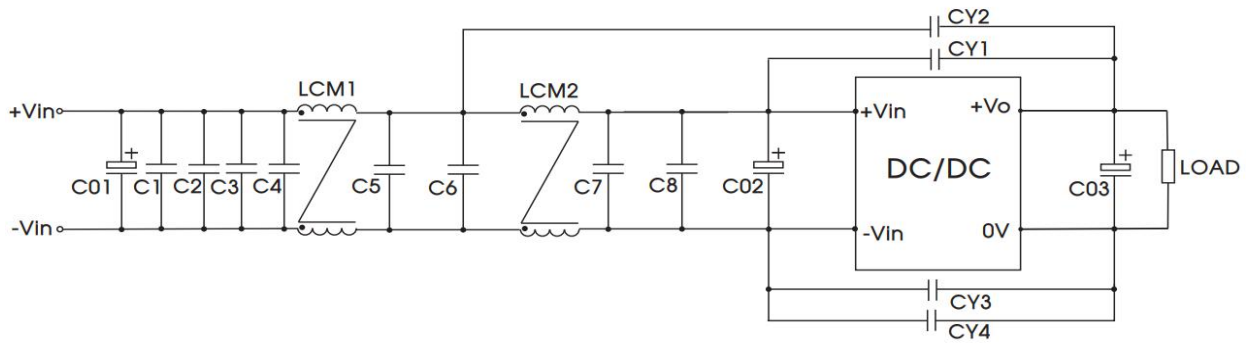 CY2
CY1
LCM1
LCM2
+Vin
+Vin
+Vo
+
+
+
DC/DC
C01
C1
C2
C3
C4
C5
C6
C7
C8
C02
C03
LOAD
-Vin
-Vin
0V
CY3
CY4